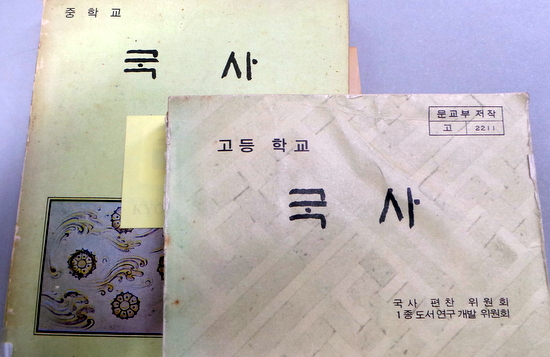 중학교
국사
고등 학교
국사
문교부 저작
고 2211
국사 편찬 위원회
1종도서연구개발 위원회